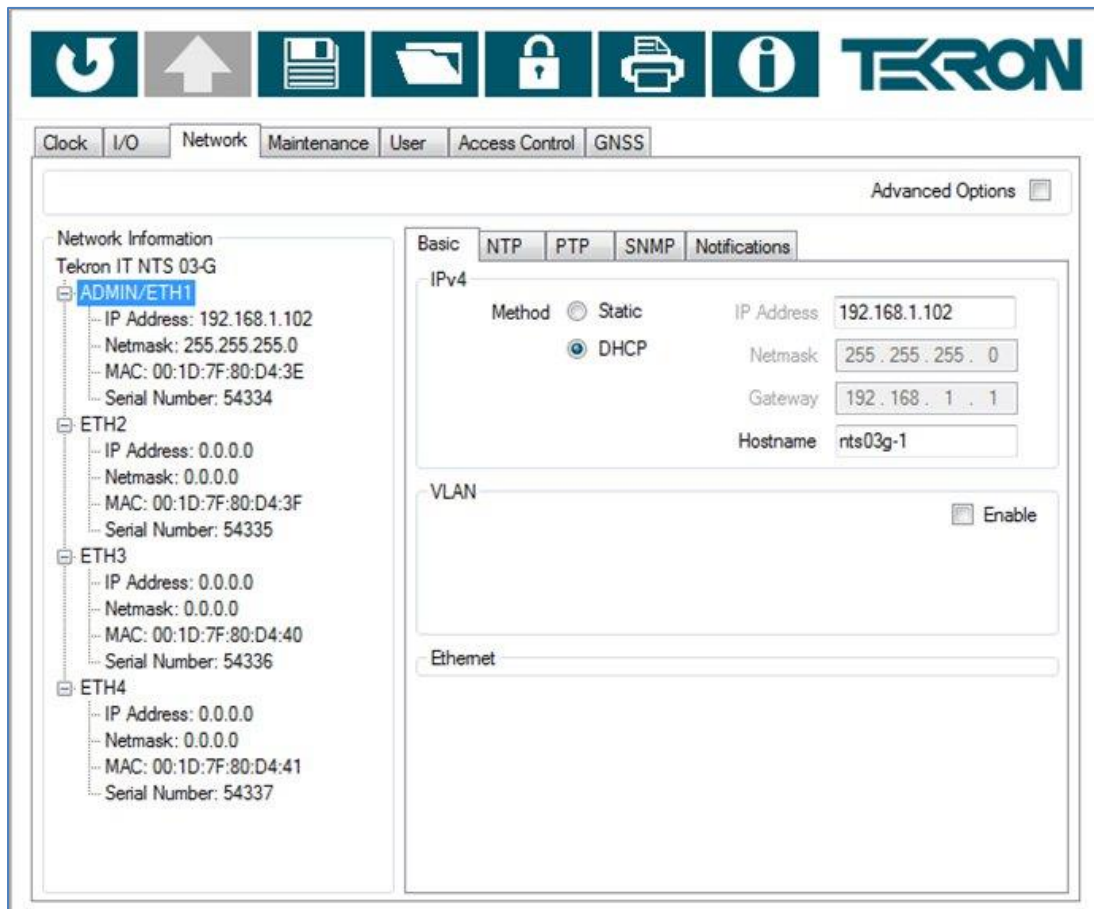 TEKRON
Clock I/O Network Maintenance User Access Control GNSS
Advanced Options
Network Information
Tekron IT NTS 03-G
ADMIN/ETH1
IP Address: 192.168.1.102
Netmask: 255.255.255.0
MAC: 00:1D:7F:80:D4:3E
Serial Number: 54334
ETH2
IP Address: 0.0.0.0
Netmask: 0.0.0.0
MAC: 00:1D:7F:80:D4:3F
Serial Number: 54335
ETH3
IP Address: 0.0.0.0
Netmask: 0.0.0.0
MAC: 00:1D:7F:80:D4:40
Serial Number: 54336
ETH4
IP Address: 0.0.0.0
Netmask: 0.0.0.0
MAC: 00:1D:7F:80:D4:41
Serial Number: 54337
Basic NTP PTP SNMP Notifications
IPv4
Method Static
DHCP
IP Address 192.168.1.102
Netmask 255 . 255 . 255 . 0
Gateway 192 . 168 . 1 . 1
Hostname nts03g-1
VLAN
Enable
Ethernet